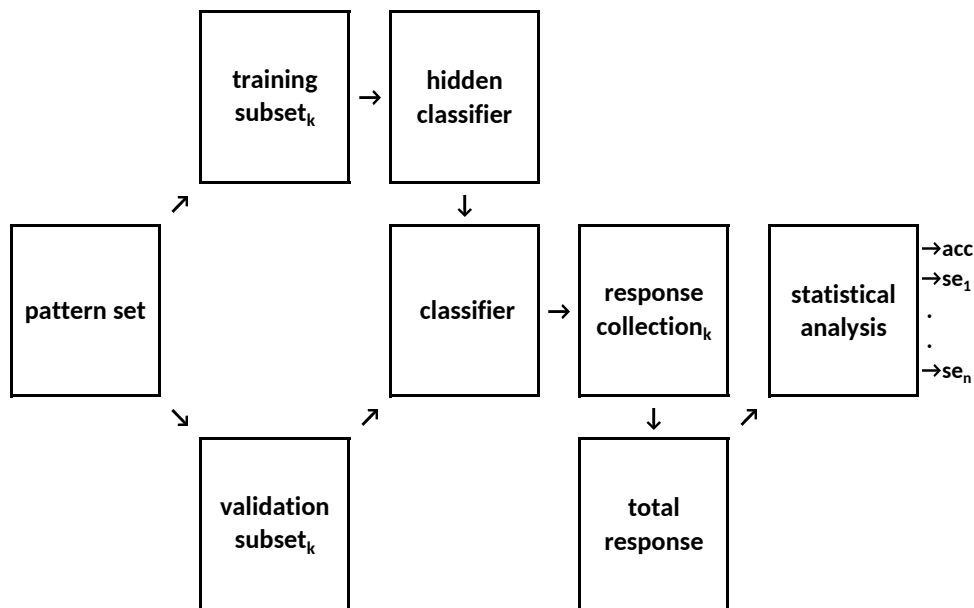 training
subsetₖ
→
hidden
classifier
↗
↓
pattern set
classifier
→
response
collectionₖ
statistical
analysis
→acc
→se₁
.
.
→seₙ
↘
↗
↓
↗
validation
subsetₖ
total
response